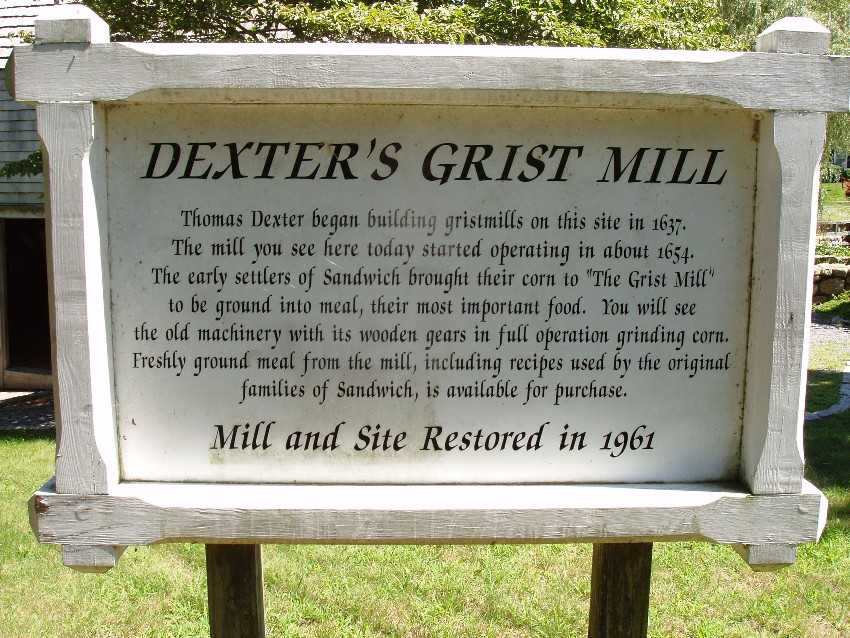 DEXTER'S GRIST MILL
Thomas Dexter began building gristmills on this site in 1637.
The mill you see here today started operating in about 1654.
The early settlers of Sandwich brought their corn to "The Grist Mill"
to be ground into meal, their most important food. You will see
the old machinery with its wooden gears in full operation grinding corn.
Freshly ground meal from the mill, including recipes used by the original
families of Sandwich, is available for purchase.
Mill and Site Restored in 1961